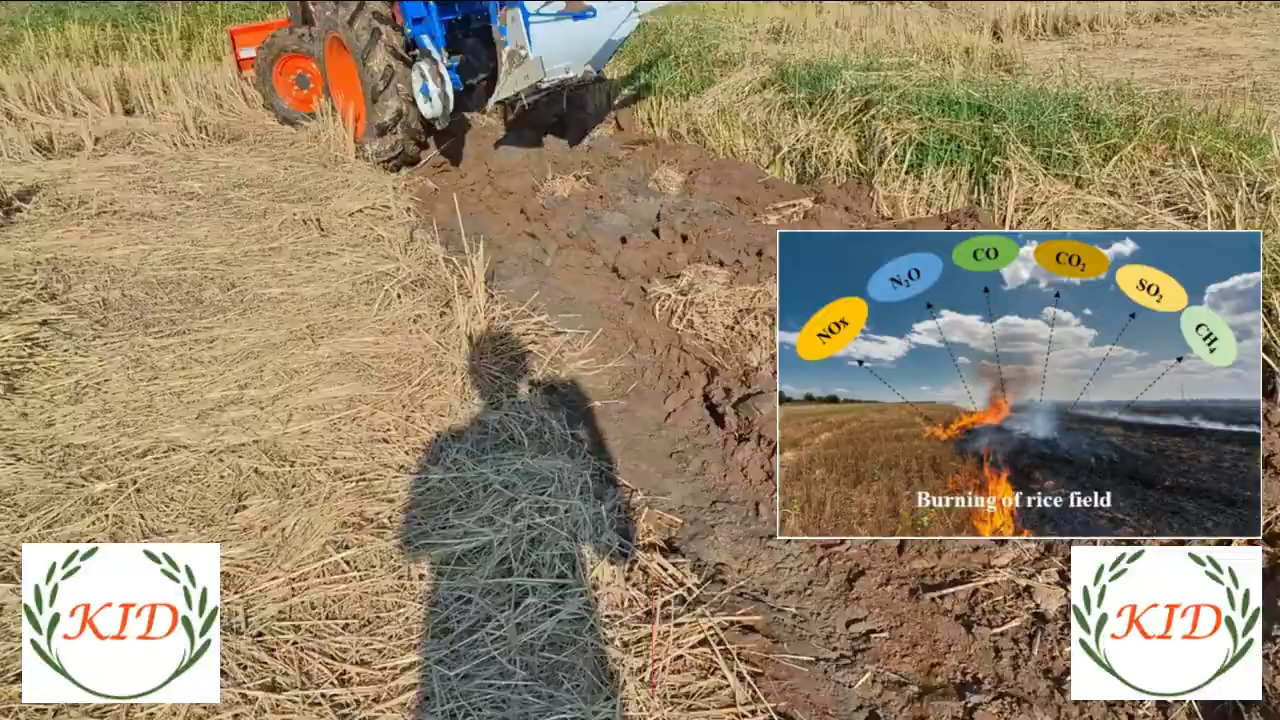 NOx
N₂O
CO
CO₂
SO₂
CH₄
Burning of rice field
KID
KID